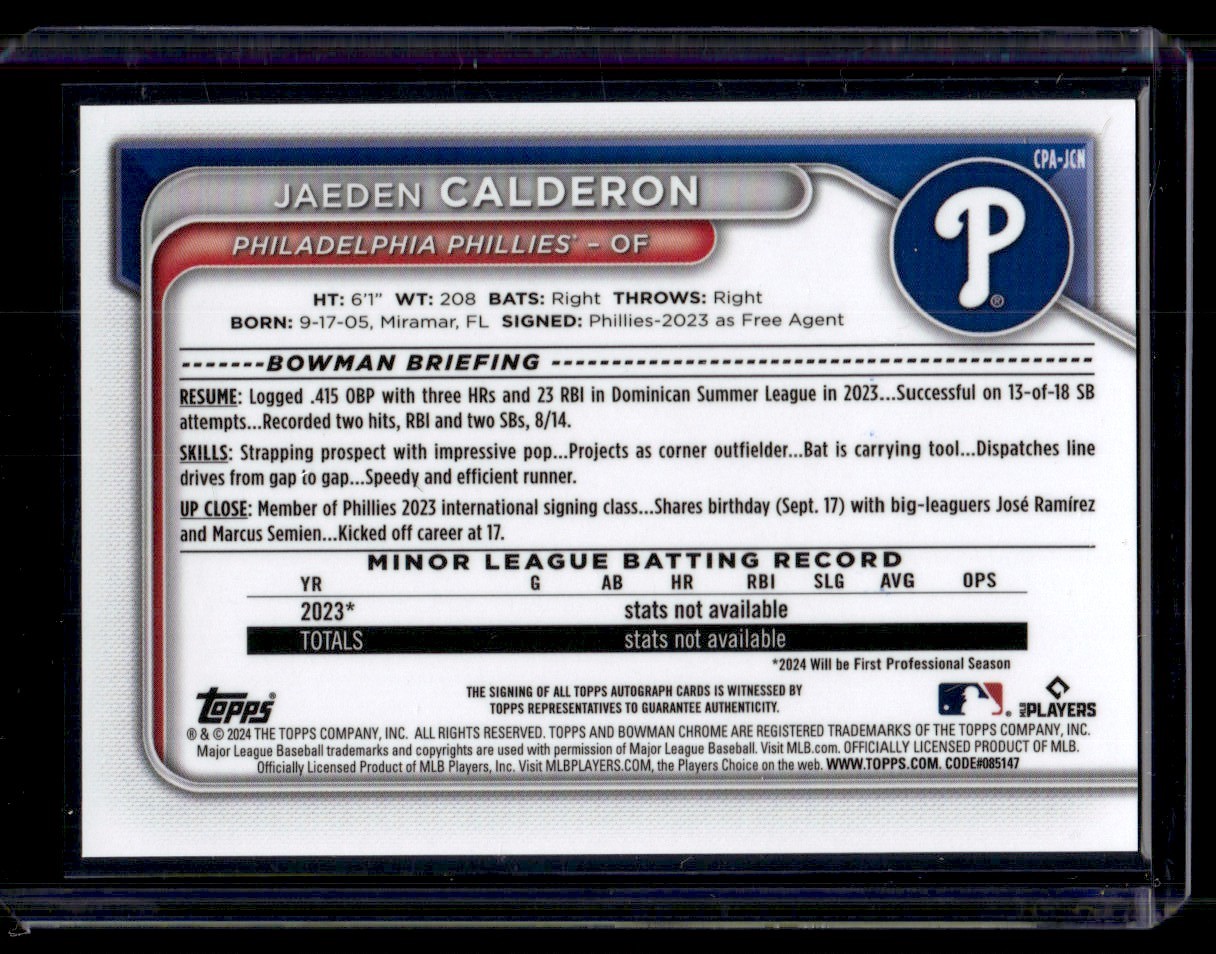 CPA-JCN
JAEDEN CALDERON
PHILADELPHIA PHILLIES® – OF
P®
HT: 6'1" WT: 208 BATS: Right THROWS: Right
BORN: 9-17-05, Miramar, FL SIGNED: Phillies-2023 as Free Agent
BOWMAN BRIEFING
RESUME: Logged .415 OBP with three HRs and 23 RBI in Dominican Summer League in 2023...Successful on 13-of-18 SB
attempts...Recorded two hits, RBI and two SBs, 8/14.
SKILLS: Strapping prospect with impressive pop...Projects as corner outfielder...Bat is carrying tool...Dispatches line
drives from gap to gap...Speedy and efficient runner.
UP CLOSE: Member of Phillies 2023 international signing class...Shares birthday (Sept. 17) with big-leaguers José Ramírez
and Marcus Semien...Kicked off career at 17.
MINOR LEAGUE BATTING RECORD
YR G AB HR RBI SLG AVG OPS
2023* stats not available
TOTALS stats not available
*2024 Will be First Professional Season
THE SIGNING OF ALL TOPPS AUTOGRAPH CARDS IS WITNESSED BY
TOPPS REPRESENTATIVES TO GUARANTEE AUTHENTICITY.
Topps®
MLB PLAYERS
® & © 2024 THE TOPPS COMPANY, INC. ALL RIGHTS RESERVED. TOPPS AND BOWMAN CHROME ARE REGISTERED TRADEMARKS OF THE TOPPS COMPANY, INC.
Major League Baseball trademarks and copyrights are used with permission of Major League Baseball. Visit MLB.com. OFFICIALLY LICENSED PRODUCT OF MLB.
Officially Licensed Product of MLB Players, Inc. Visit MLBPLAYERS.COM, the Players Choice on the web. WWW.TOPPS.COM. CODE#085147